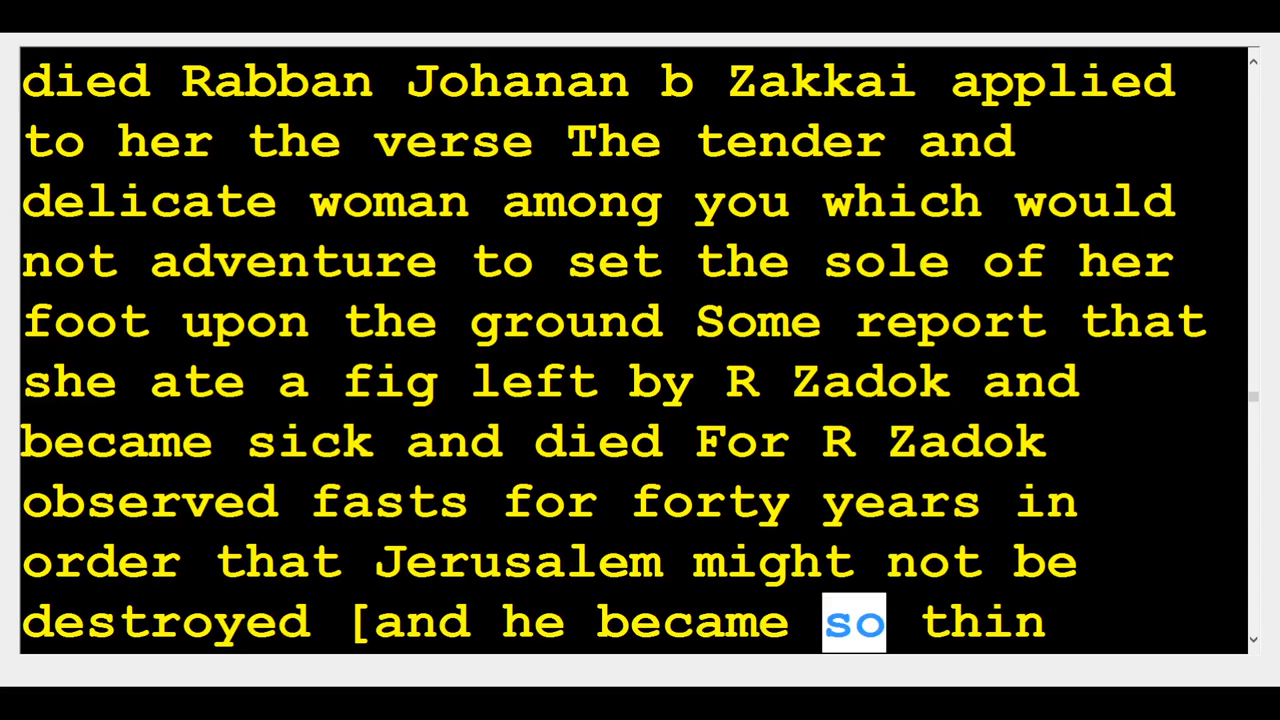 died Rabban Johanan b Zakkai applied
to her the verse The tender and
delicate woman among you which would
not adventure to set the sole of her
foot upon the ground Some report that
she ate a fig left by R Zadok and
became sick and died For R Zadok
observed fasts for forty years in
order that Jerusalem might not be
destroyed [and he became so thin